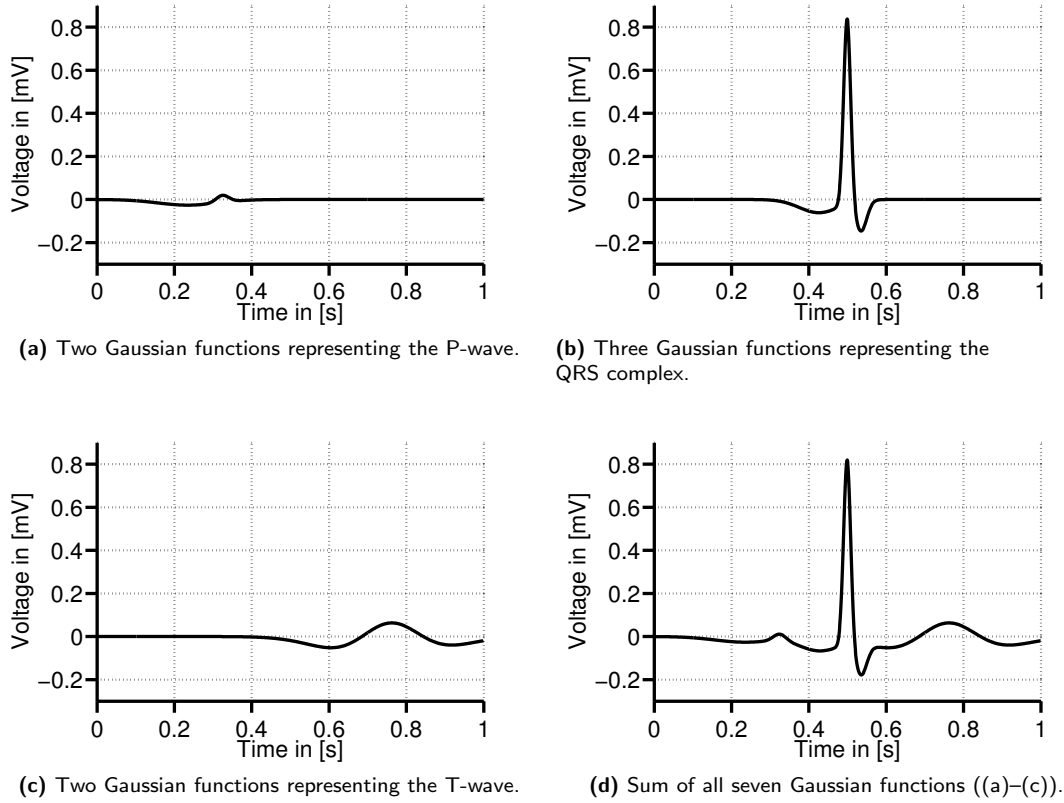 0.8
0.6
0.4
0.2
0
−0.2
Voltage in [mV]
0 0.2 0.4 0.6 0.8 1
Time in [s]
(a) Two Gaussian functions representing the P-wave.
0.8
0.6
0.4
0.2
0
−0.2
Voltage in [mV]
0 0.2 0.4 0.6 0.8 1
Time in [s]
(b) Three Gaussian functions representing the
QRS complex.
0.8
0.6
0.4
0.2
0
−0.2
Voltage in [mV]
0 0.2 0.4 0.6 0.8 1
Time in [s]
(c) Two Gaussian functions representing the T-wave.
0.8
0.6
0.4
0.2
0
−0.2
Voltage in [mV]
0 0.2 0.4 0.6 0.8 1
Time in [s]
(d) Sum of all seven Gaussian functions ((a)–(c)).